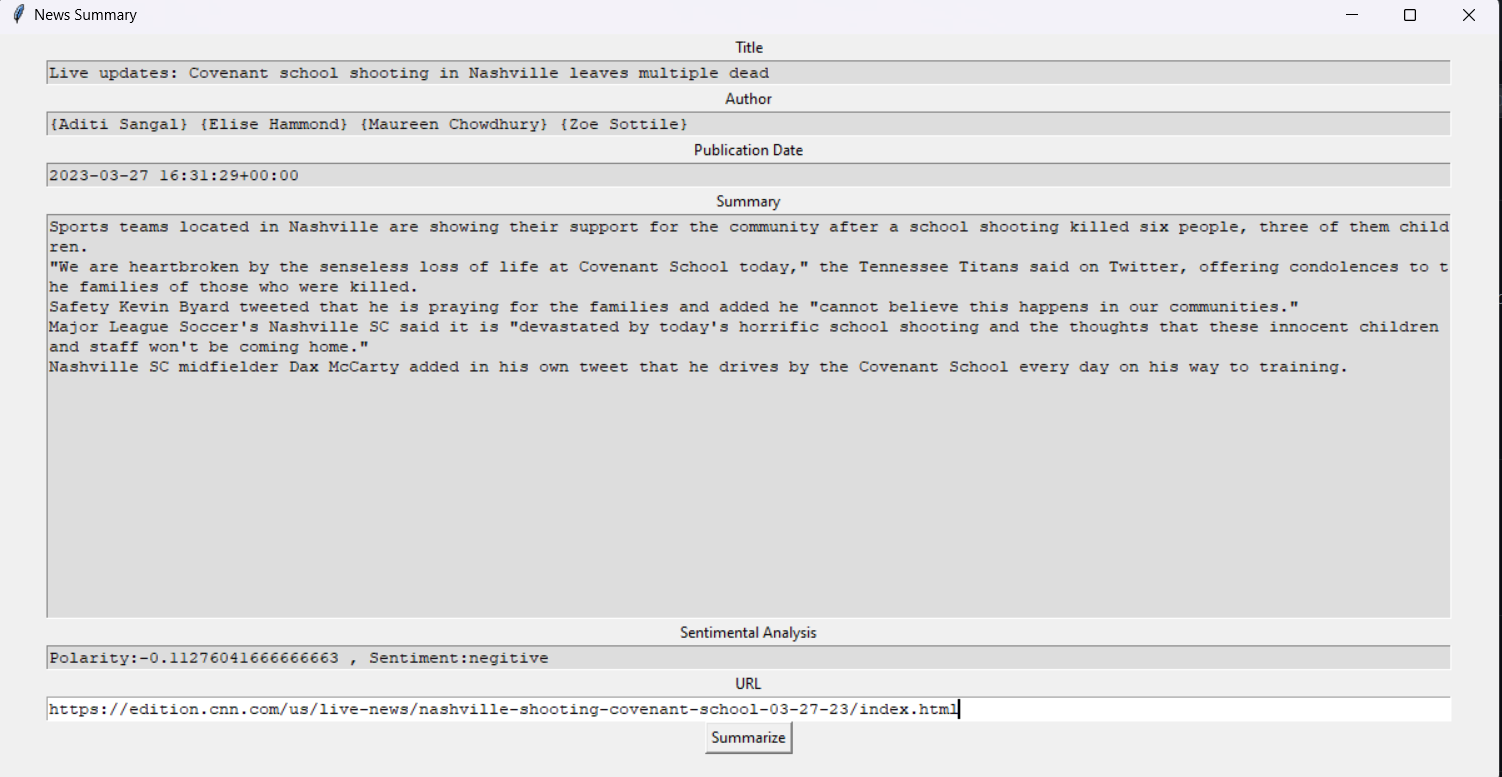 News Summary
Title
Live updates: Covenant school shooting in Nashville leaves multiple dead
Author
{Aditi Sangal} {Elise Hammond} {Maureen Chowdhury} {Zoe Sottile}
Publication Date
2023-03-27 16:31:29+00:00
Summary
Sports teams located in Nashville are showing their support for the community after a school shooting killed six people, three of them child
ren.
"We are heartbroken by the senseless loss of life at Covenant School today," the Tennessee Titans said on Twitter, offering condolences to t
he families of those who were killed.
Safety Kevin Byard tweeted that he is praying for the families and added he "cannot believe this happens in our communities."
Major League Soccer's Nashville SC said it is "devastated by today's horrific school shooting and the thoughts that these innocent children
and staff won't be coming home."
Nashville SC midfielder Dax McCarty added in his own tweet that he drives by the Covenant School every day on his way to training.
Sentimental Analysis
Polarity:-0.11276041666666663 , Sentiment:negitive
URL
https://edition.cnn.com/us/live-news/nashville-shooting-covenant-school-03-27-23/index.html
Summarize